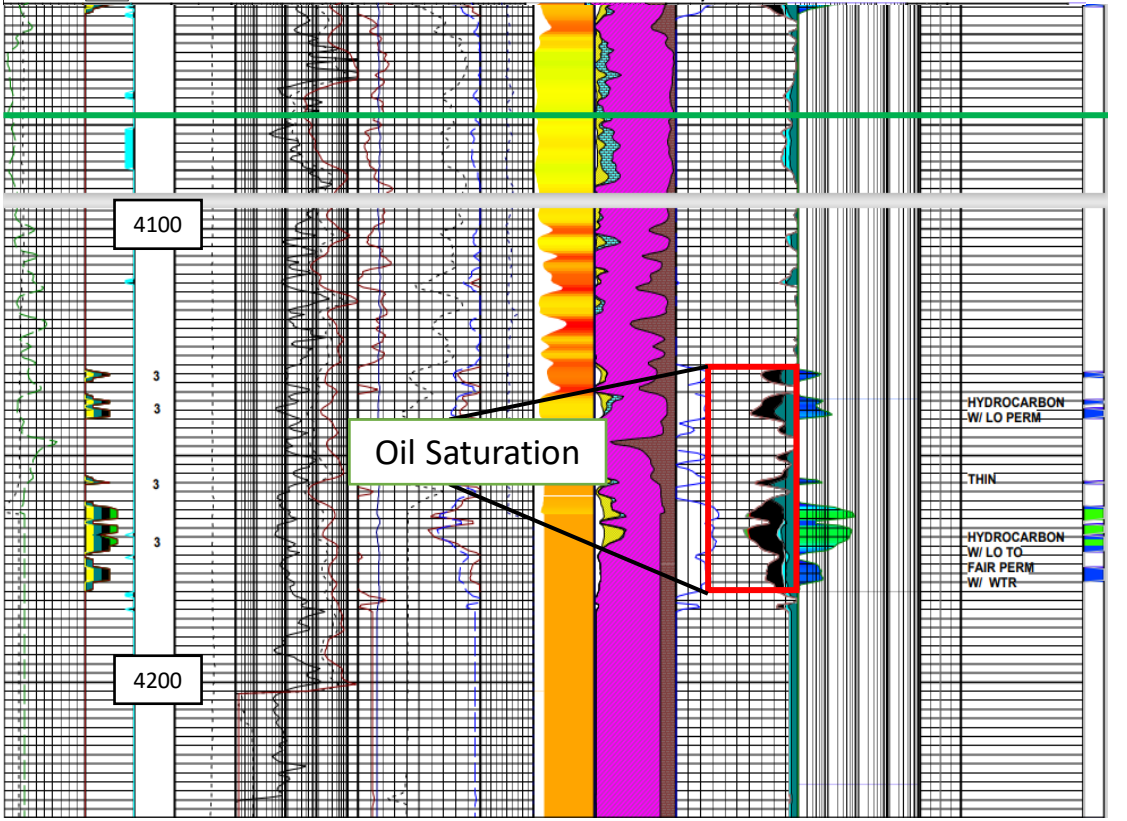 4100
3
3
HYDROCARBON
W/ LO PERM
Oil Saturation
3
THIN
3
HYDROCARBON
W/ LO TO
FAIR PERM
W/ WTR
4200